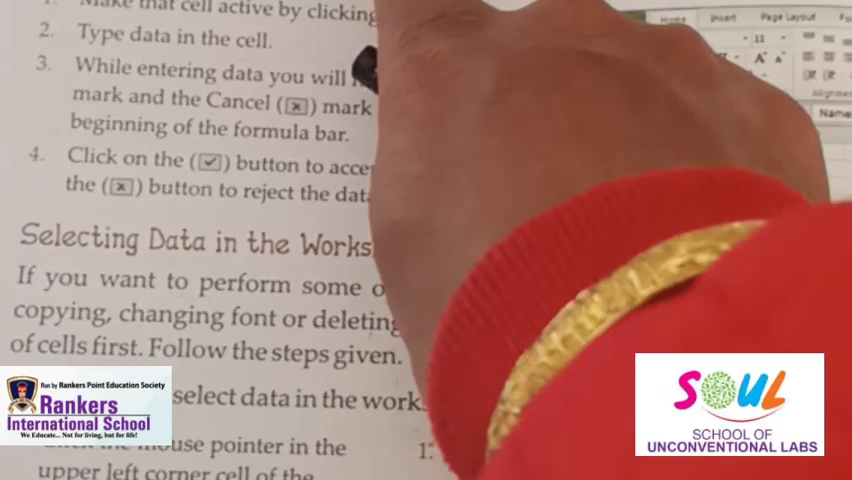 1. Make that cell active by clicking
2. Type data in the cell.
3. While entering data you will
mark and the Cancel (☒) mark
beginning of the formula bar.
4. Click on the (☑) button to acce
the (☒) button to reject the dat
Selecting Data in the Works
If you want to perform some o
copying, changing font or deleting
of cells first. Follow the steps given.
select data in the work
mouse pointer in the
upper left corner cell of the
Home Insert Page Layout Fo
11
A A
Alignmen
Name
Run by Rankers Point Education Society
Rankers
International School
We Educate... Not for living, but for life!
SOUL
SCHOOL OF
UNCONVENTIONAL LABS